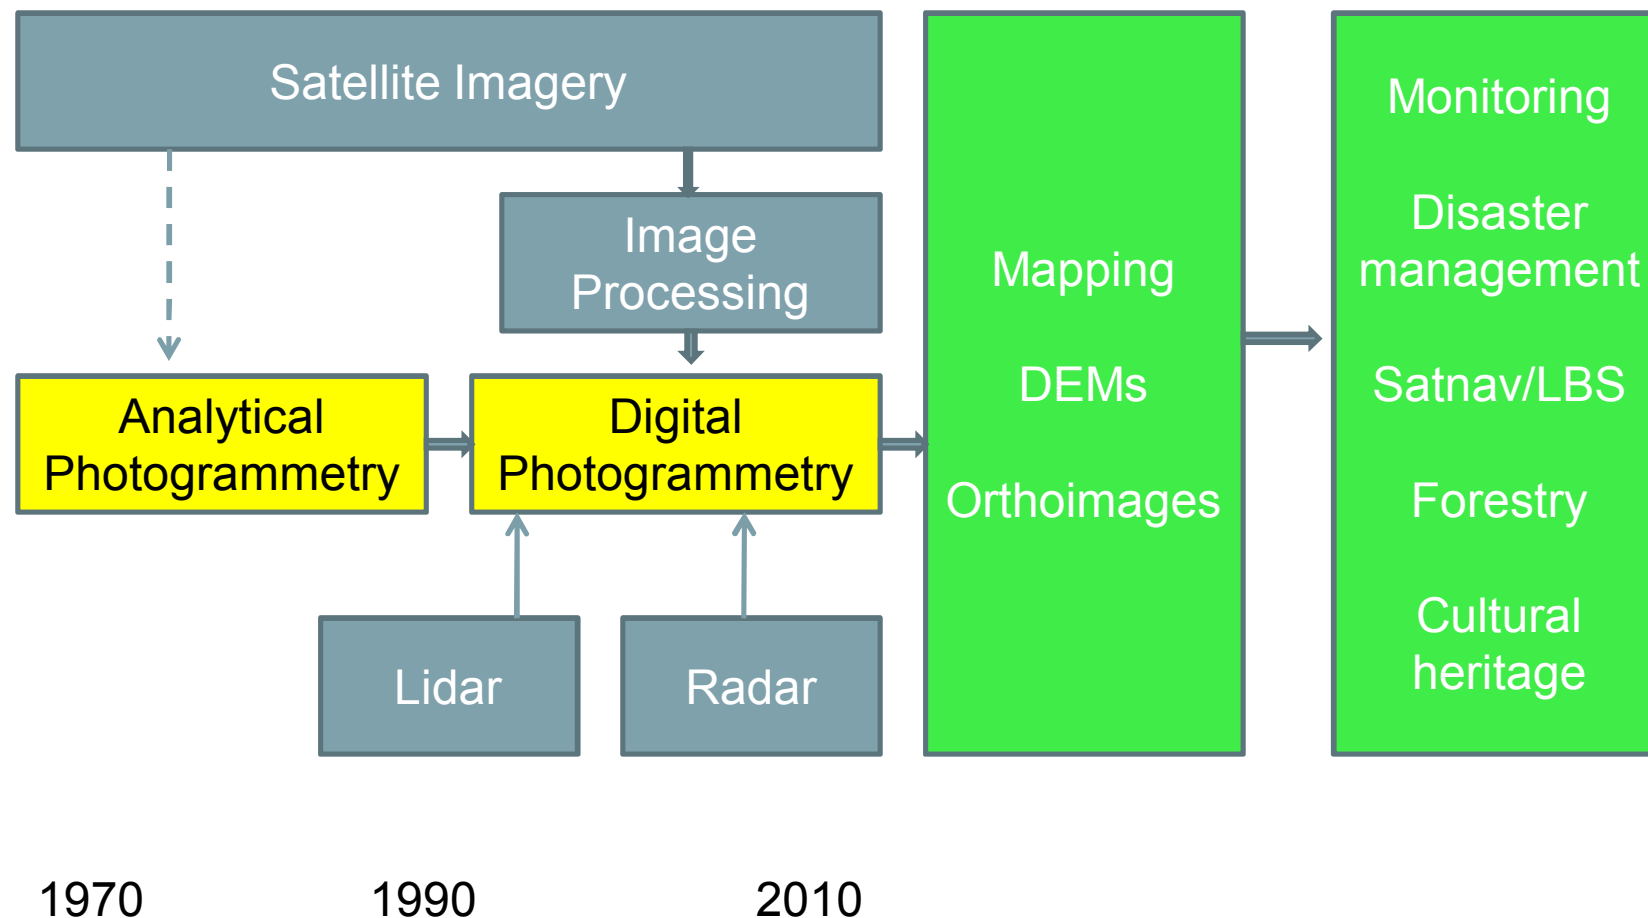 Satellite Imagery
Image
Processing
Analytical
Photogrammetry
Digital
Photogrammetry
Lidar
Radar
Mapping
DEMs
Orthoimages
Monitoring
Disaster
management
Satnav/LBS
Forestry
Cultural
heritage
1970
1990
2010